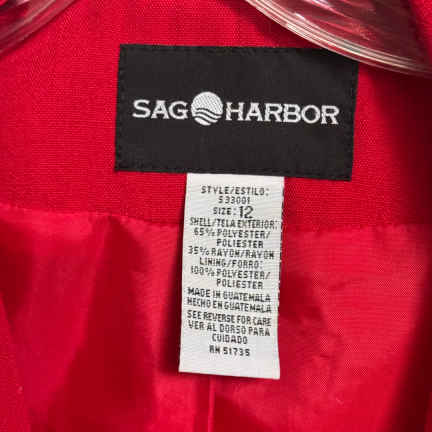 SAG HARBOR
STYLE/ESTILO:
533001
SIZE: 12
SHELL/TELA EXTERIOR:
65% POLYESTER/
POLIESTER
35% RAYON/RAYON
LINING/FORRO:
100% POLYESTER/
POLIESTER
MADE IN GUATEMALA
HECHO EN GUATEMALA
SEE REVERSE FOR CARE
VER AL DORSO PARA
CUIDADO
RN 51735